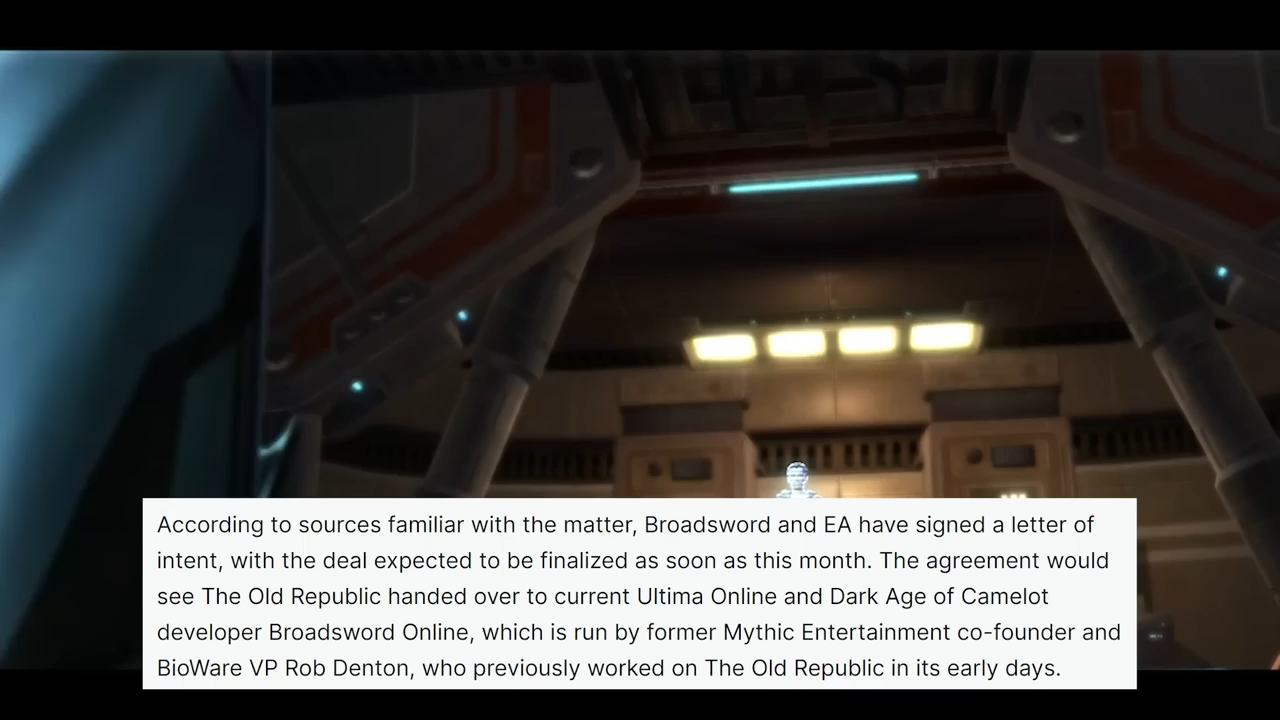 According to sources familiar with the matter, Broadsword and EA have signed a letter of
intent, with the deal expected to be finalized as soon as this month. The agreement would
see The Old Republic handed over to current Ultima Online and Dark Age of Camelot
developer Broadsword Online, which is run by former Mythic Entertainment co-founder and
BioWare VP Rob Denton, who previously worked on The Old Republic in its early days.